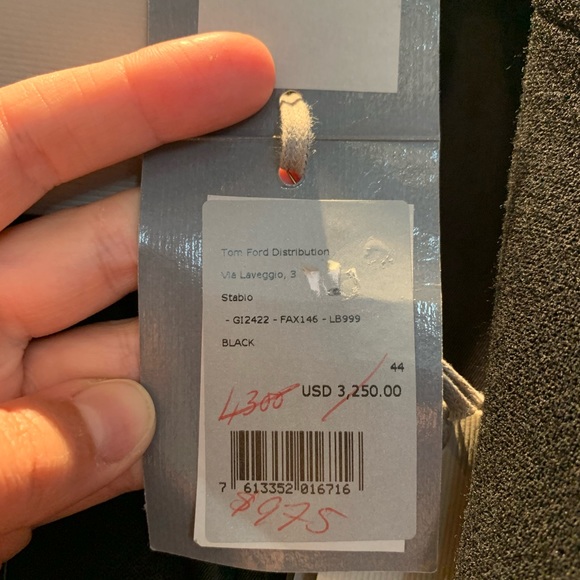 Tom Ford Distribution
Via Laveggio, 3
Stabio
- GI2422 - FAX146 - LB999
BLACK
44
4300 USD 3,250.00
7 613352 016716
$975